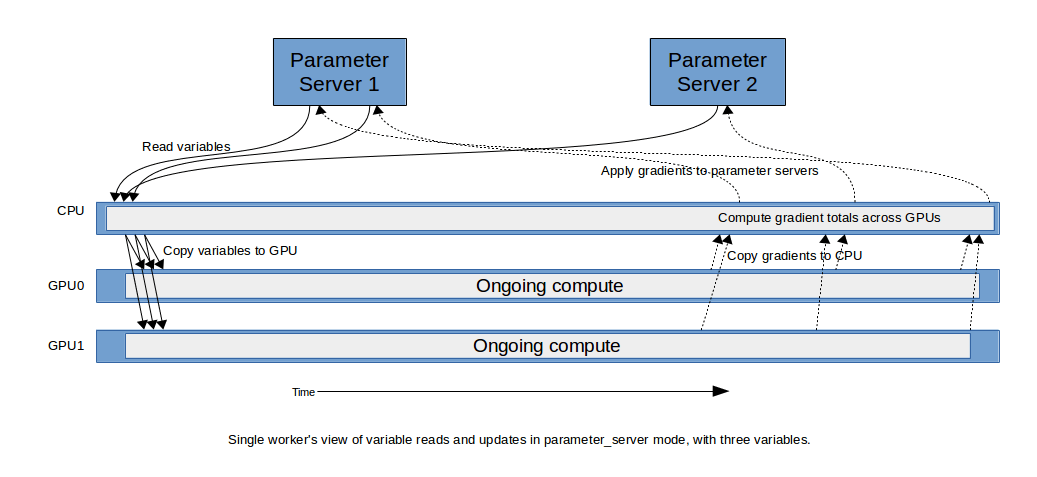 Parameter
Server 1
Parameter
Server 2
Read variables
Apply gradients to parameter servers
CPU
Compute gradient totals across GPUs
Copy variables to GPU
Copy gradients to CPU
GPU0
Ongoing compute
GPU1
Ongoing compute
Time
Single worker's view of variable reads and updates in parameter_server mode, with three variables.